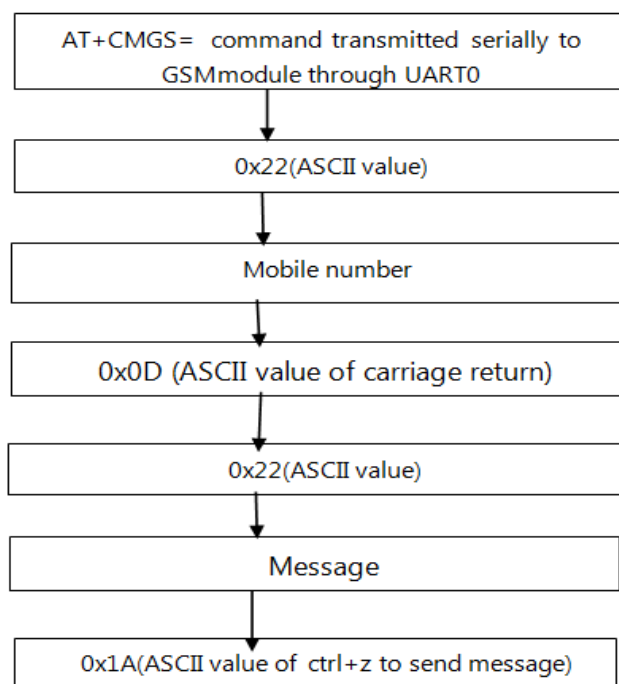 AT+CMGS= command transmitted serially to
GSMmodule through UART0
0x22(ASCII value)
Mobile number
0x0D (ASCII value of carriage return)
0x22(ASCII value)
Message
0x1A(ASCII value of ctrl+z to send message)